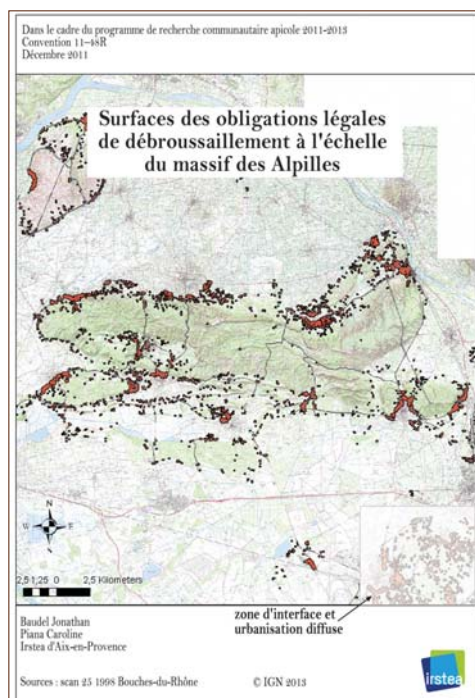 Dans le cadre du programme de recherche communautaire apicole 2011-2013
Convention 11-48R
Décembre 2011
Surfaces des obligations légales
de débroussaillement à l'échelle
du massif des Alpilles
N
W
E
S
2,5 1,25 0 2,5 Kilometers
zone d'interface et
urbanisation diffuse
Baudel Jonathan
Piana Caroline
Irstea d'Aix-en-Provence
Sources : scan 25 1998 Bouches-du-Rhône © IGN 2013
irstea